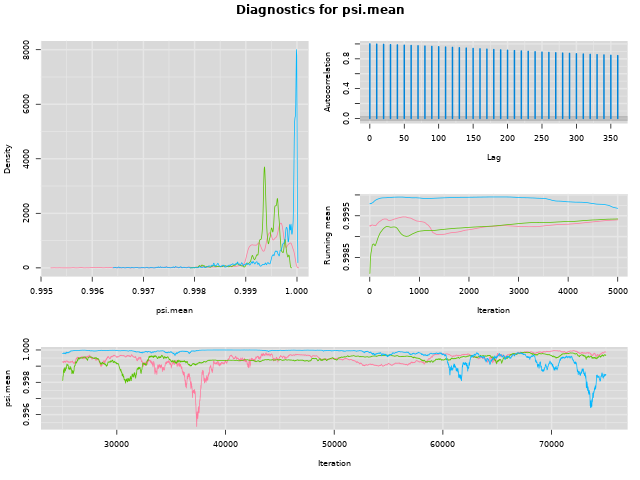 Diagnostics for psi.mean
Density
0 2000 4000 6000 8000
0.995 0.996 0.997 0.998 0.999 1.000
psi.mean
Autocorrelation
0.0 0.4 0.8
0 50 100 150 200 250 300 350
Lag
Running mean
0.9985 0.9995
0 1000 2000 3000 4000 5000
Iteration
psi.mean
0.996 0.998 1.000
30000 40000 50000 60000 70000
Iteration